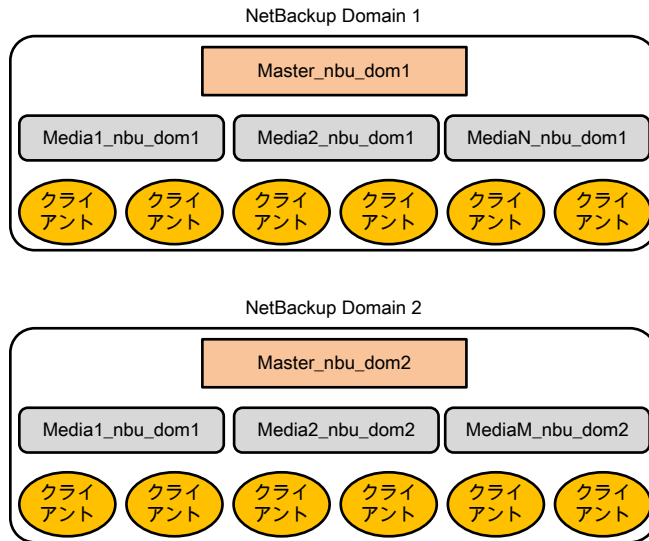 NetBackup Domain 1
Master_nbu_dom1
Media1_nbu_dom1 Media2_nbu_dom1 MediaN_nbu_dom1
クライ クライ クライ クライ クライ クライ
アント アント アント アント アント アント
NetBackup Domain 2
Master_nbu_dom2
Media1_nbu_dom1 Media2_nbu_dom2 MediaM_nbu_dom2
クライ クライ クライ クライ クライ クライ
アント アント アント アント アント アント